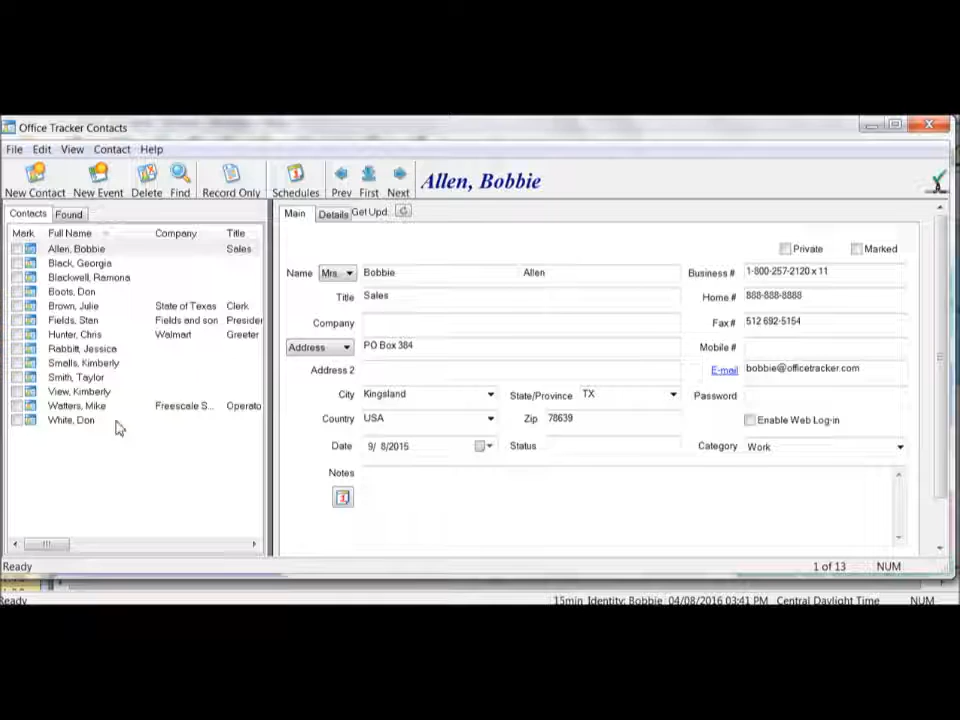 Office Tracker Contacts
File Edit View Contact Help
New Contact New Event Delete Find Record Only Schedules Prev First Next Allen, Bobbie
Contacts Found
Mark Full Name Company Title
Allen, Bobbie Sales
Black, Georgia
Blackwell, Ramona
Boots, Don
Brown, Julie State of Texas Clerk
Fields, Stan Fields and son Presider
Hunter, Chris Walmart Greeter
Rabbitt, Jessica
Smalls, Kimberly
Smith, Taylor
View, Kimberly
Watters, Mike Freescale S... Operato
White, Don
Main Details Get Upd.
Private Marked
Name Mrs. Bobbie Allen Business # 1-800-257-2120 x 11
Title Sales Home # 888-888-8888
Company Fax # 512 692-5154
Address PO Box 384 Mobile #
Address 2 E-mail bobbie@officetracker.com
City Kingsland State/Province TX Password
Country USA Zip 78639 Enable Web Log-in
Date 9/ 8/2015 Status Category Work
Notes
Ready 1 of 13 NUM
Ready 15min Identity: Bobbie 04/08/2016 03:41 PM Central Daylight Time NUM